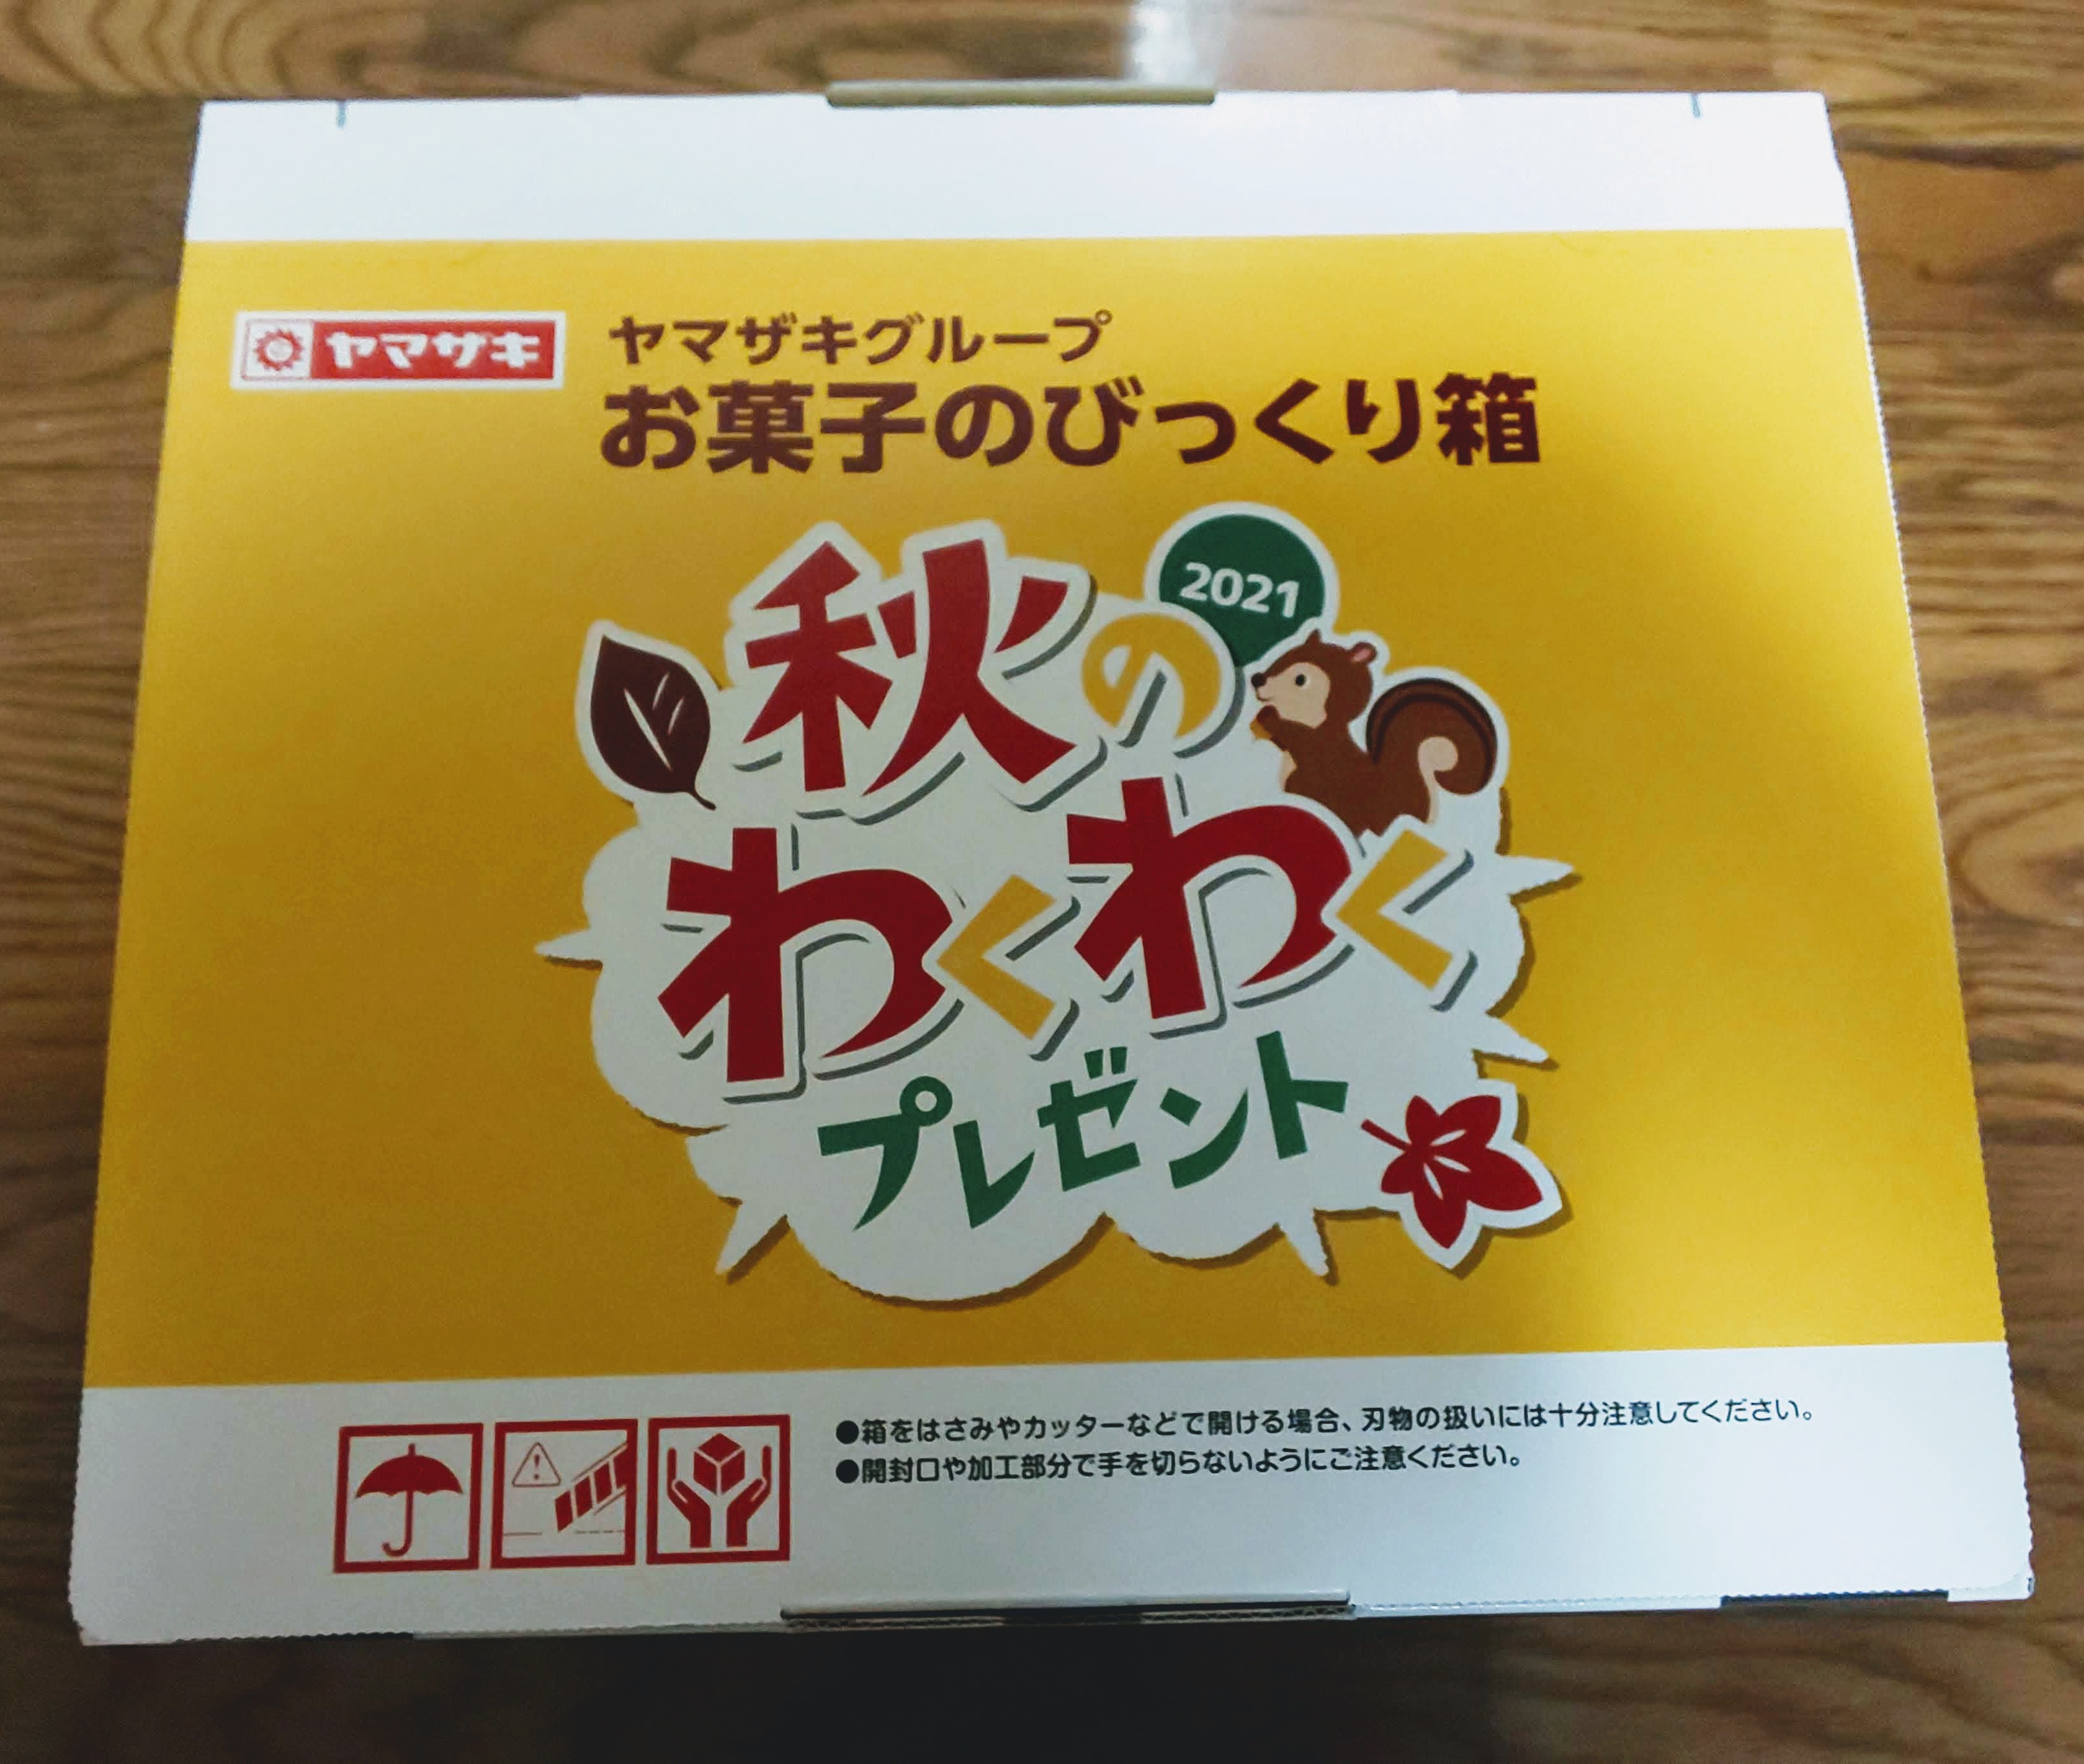 ヤマザキ
ヤマザキグループ
お菓子のびっくり箱
2021
秋の
わくわく
プレゼント
●箱をはさみやカッターなどで開ける場合、刃物の扱いには十分注意してください。
●開封口や加工部分で手を切らないようにご注意ください。